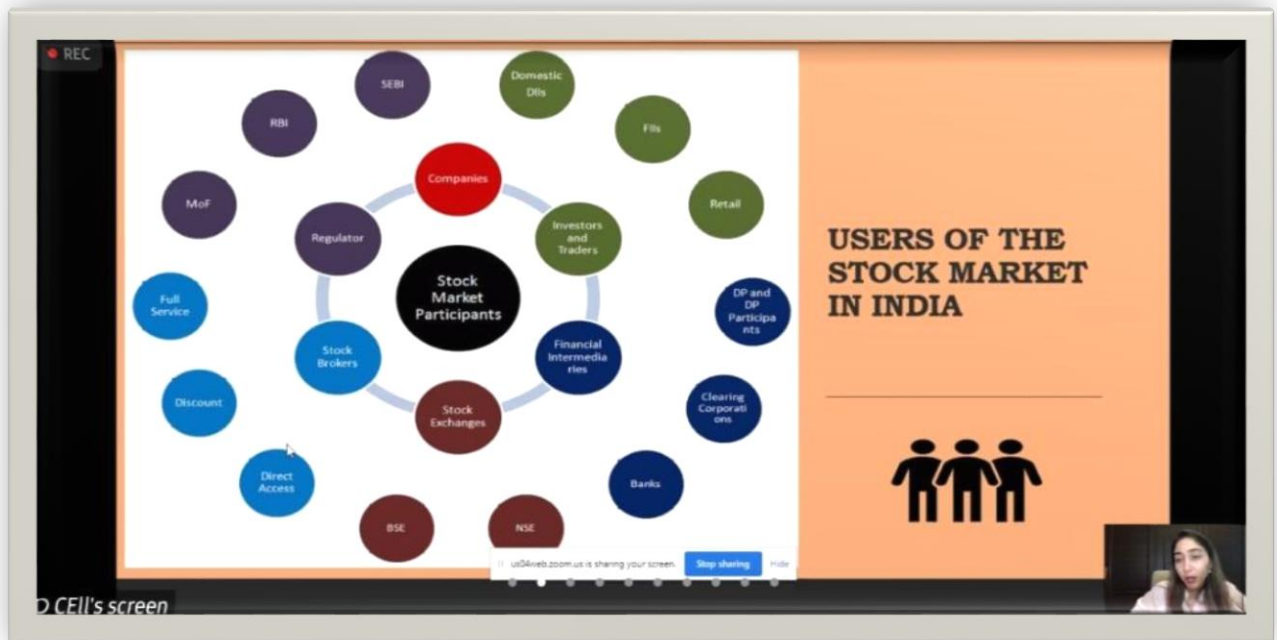 REC
SEBI
Domestic
DIIs
RBI
FIIs
Companies
MoF
Retail
Regulator
Investors
and
Traders
USERS OF THE
STOCK MARKET
IN INDIA
Stock
Market
Participants
Full
Service
DP and
DP
Participa
nts
Stock
Brokers
Financial
Intermedia
ries
Discount
Stock
Exchanges
Clearing
Corporati
ons
Direct
Access
Banks
BSE
NSE
us04web.zoom.us is sharing your screen.
Stop sharing
Hide
D CEll's screen